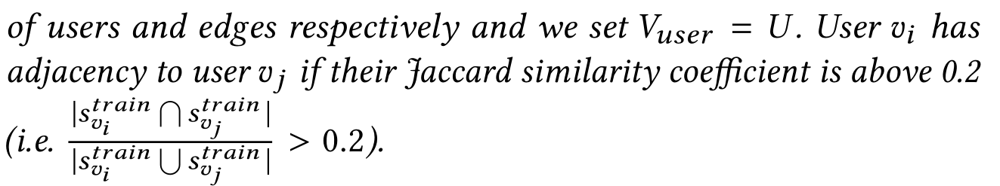 of users and edges respectively and we set $V_{user} = U$. User $v_i$ has
adjacency to user $v_j$ if their Jaccard similarity coefficient is above 0.2
(i.e. $\frac{|s_{v_i}^{train} \bigcap s_{v_j}^{train}|}{|s_{v_i}^{train} \bigcup s_{v_j}^{train}|} > 0.2$).